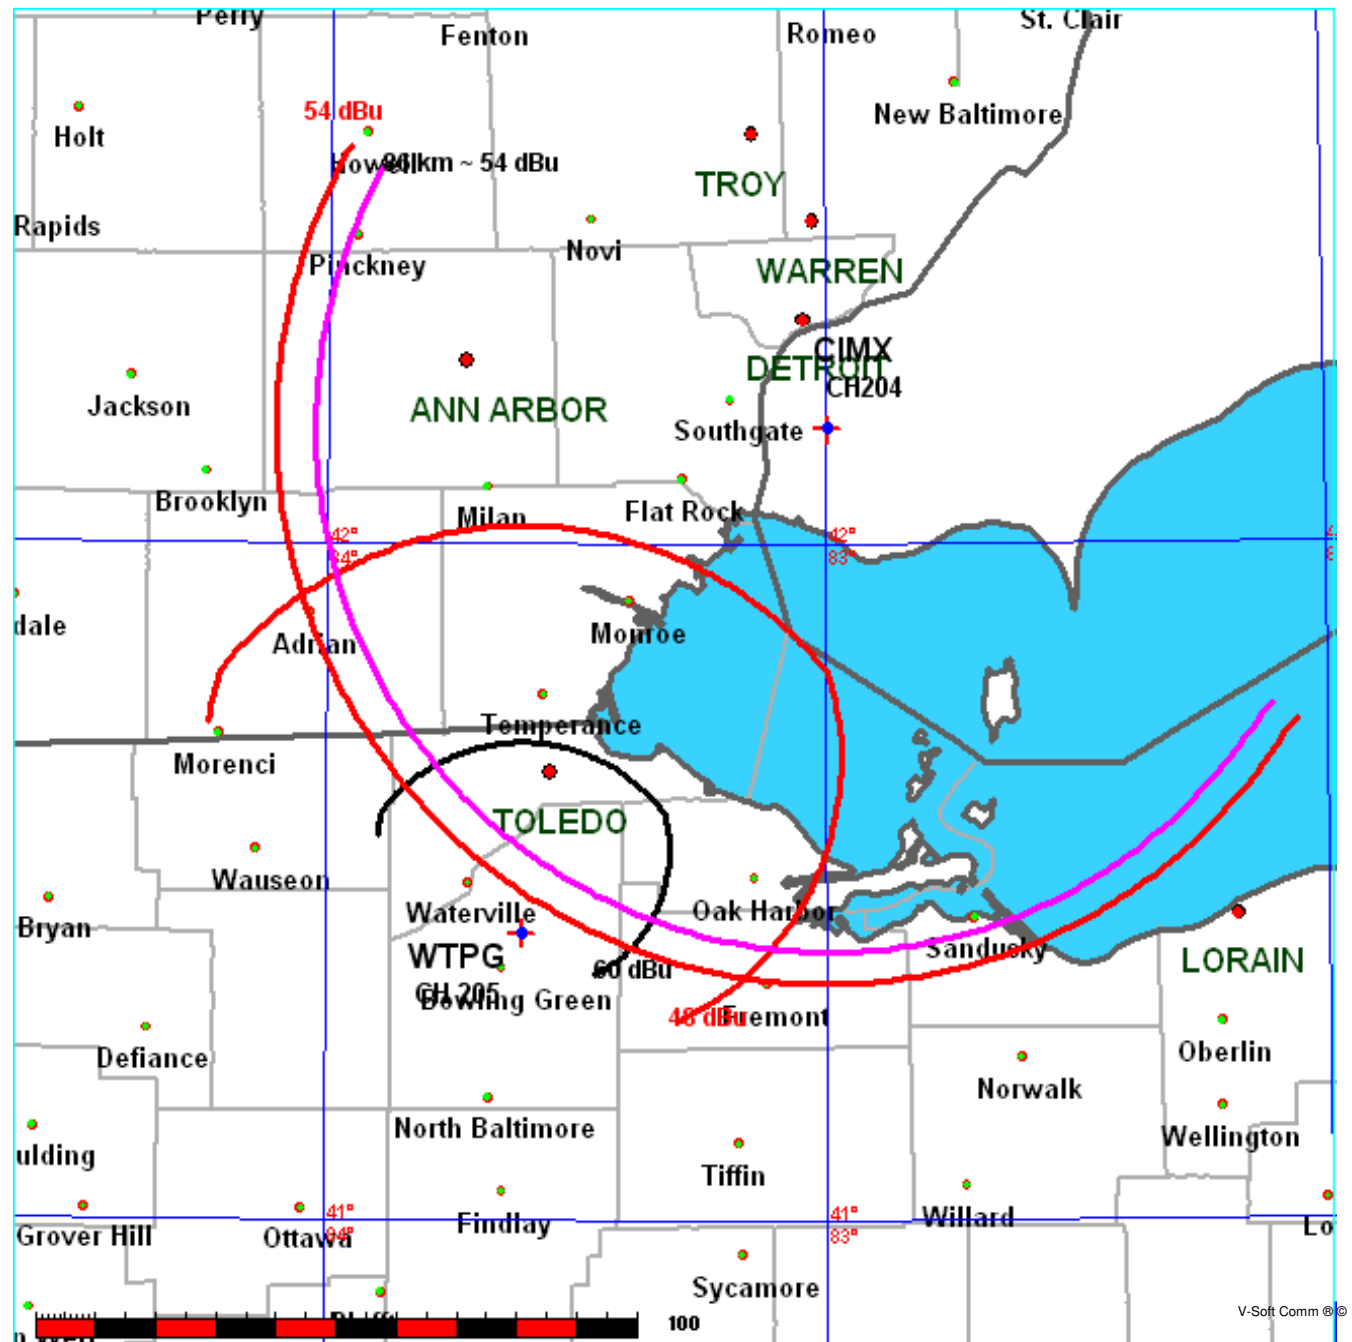 Perry
Fenton
Romeo
St. Clair
New Baltimore
Holt
54 dBu
Howell
86 km ~ 54 dBu
TROY
Rapids
Novi
Pinckney
WARREN
CIMX
DETROIT
CH204
Jackson
ANN ARBOR
Southgate
Brooklyn
Milan
Flat Rock
42°
84°
42°
83°
dale
Adrian
Monroe
Temperance
Morenci
TOLEDO
Wauseon
Waterville
Oak Harbor
Bryan
WTPG
Sandusky
LORAIN
60 dBu
CH 205
Bowling Green
48 dBu
Fremont
Defiance
Oberlin
Norwalk
North Baltimore
Wellington
ulding
Tiffin
41°
84°
41°
83°
Grover Hill
Ottawa
Findlay
Willard
Lo
Sycamore
V-Soft Comm ® ©
100